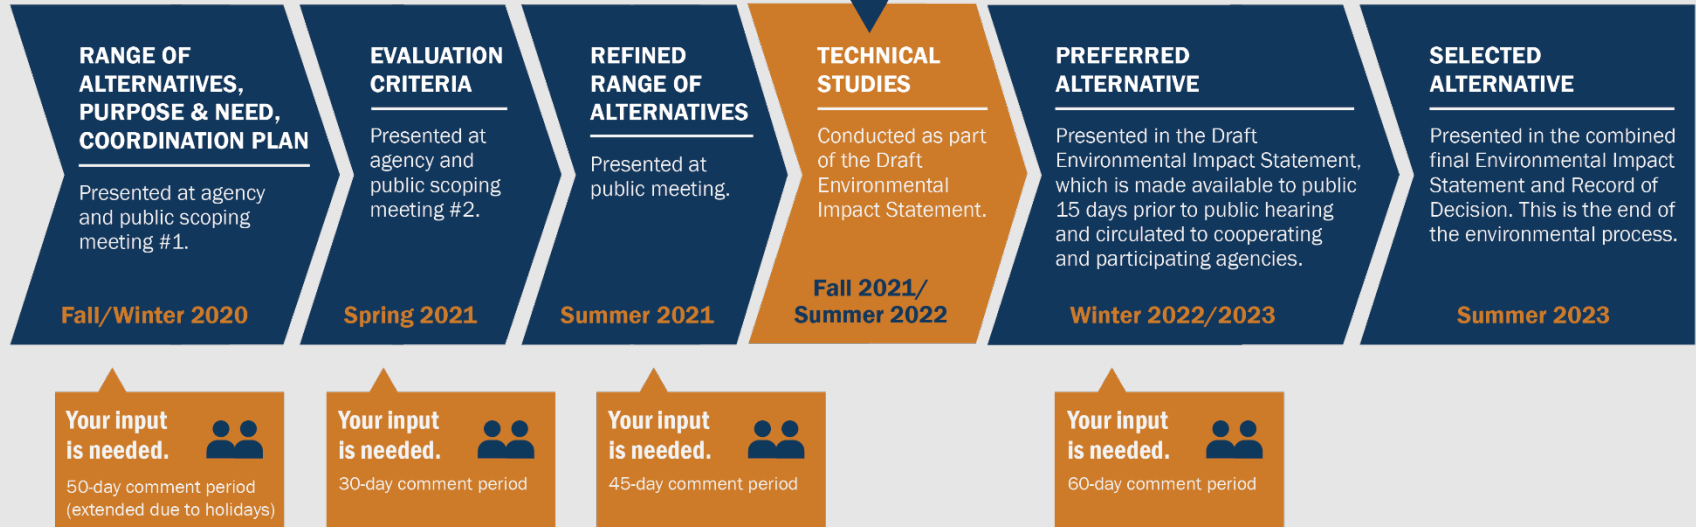 RANGE OF
ALTERNATIVES,
PURPOSE & NEED,
COORDINATION PLAN
Presented at agency
and public scoping
meeting #1.
Fall/Winter 2020
EVALUATION
CRITERIA
Presented at
agency and
public scoping
meeting #2.
Spring 2021
REFINED
RANGE OF
ALTERNATIVES
Presented at
public meeting.
Summer 2021
TECHNICAL
STUDIES
Conducted as part
of the Draft
Environmental
Impact Statement.
Fall 2021/
Summer 2022
PREFERRED
ALTERNATIVE
Presented in the Draft
Environmental Impact Statement,
which is made available to public
15 days prior to public hearing
and circulated to cooperating
and participating agencies.
Winter 2022/2023
SELECTED
ALTERNATIVE
Presented in the combined
final Environmental Impact
Statement and Record of
Decision. This is the end of
the environmental process.
Summer 2023
Your input
is needed.
50-day comment period
(extended due to holidays)
Your input
is needed.
30-day comment period
Your input
is needed.
45-day comment period
Your input
is needed.
60-day comment period